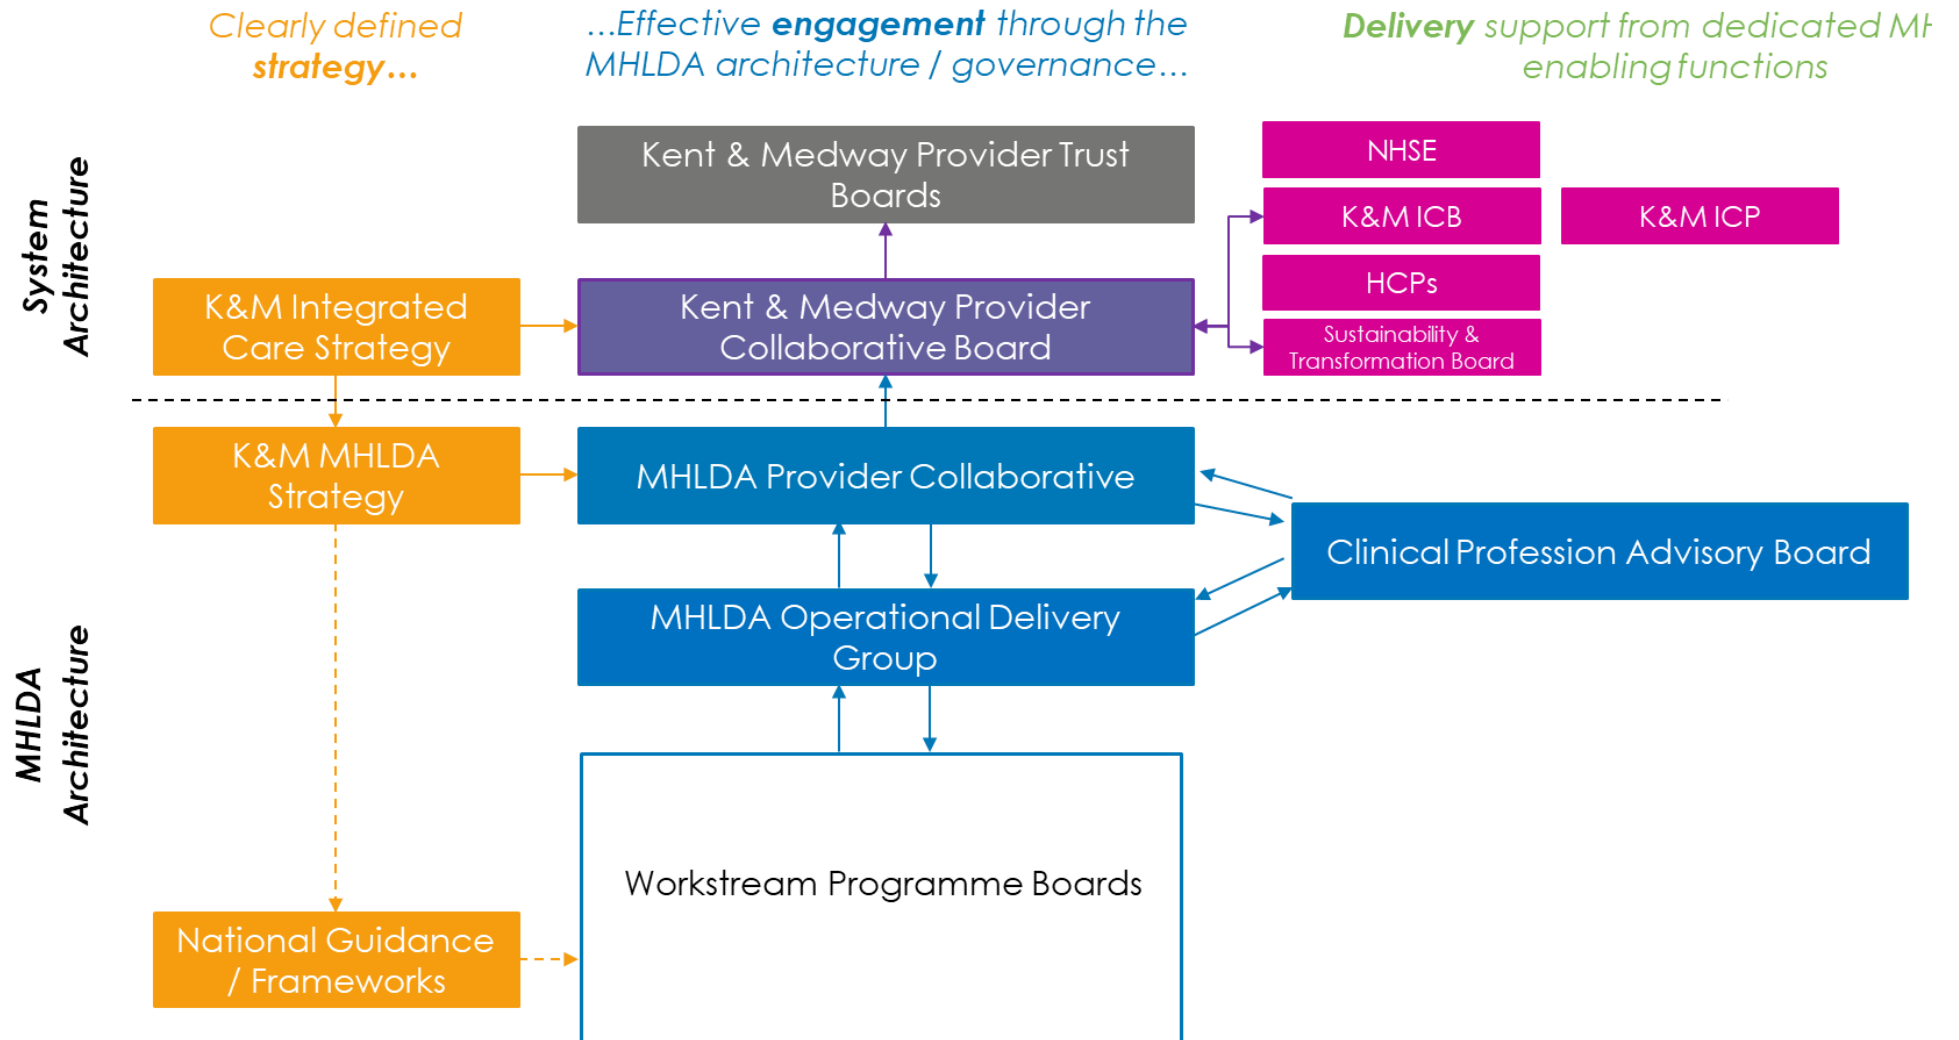 Clearly defined
strategy...
...Effective engagement through the
MHLDA architecture / governance...
Delivery support from dedicated
enabling functions
System
Architecture
Kent & Medway Provider Trust
Boards
NHSE
K&M ICB
K&M ICP
HCPs
Sustainability &
Transformation Board
K&M Integrated
Care Strategy
Kent & Medway Provider
Collaborative Board
MHLDA
Architecture
K&M MHLDA
Strategy
MHLDA Provider Collaborative
Clinical Profession Advisory Board
MHLDA Operational Delivery
Group
Workstream Programme Boards
National Guidance
/ Frameworks